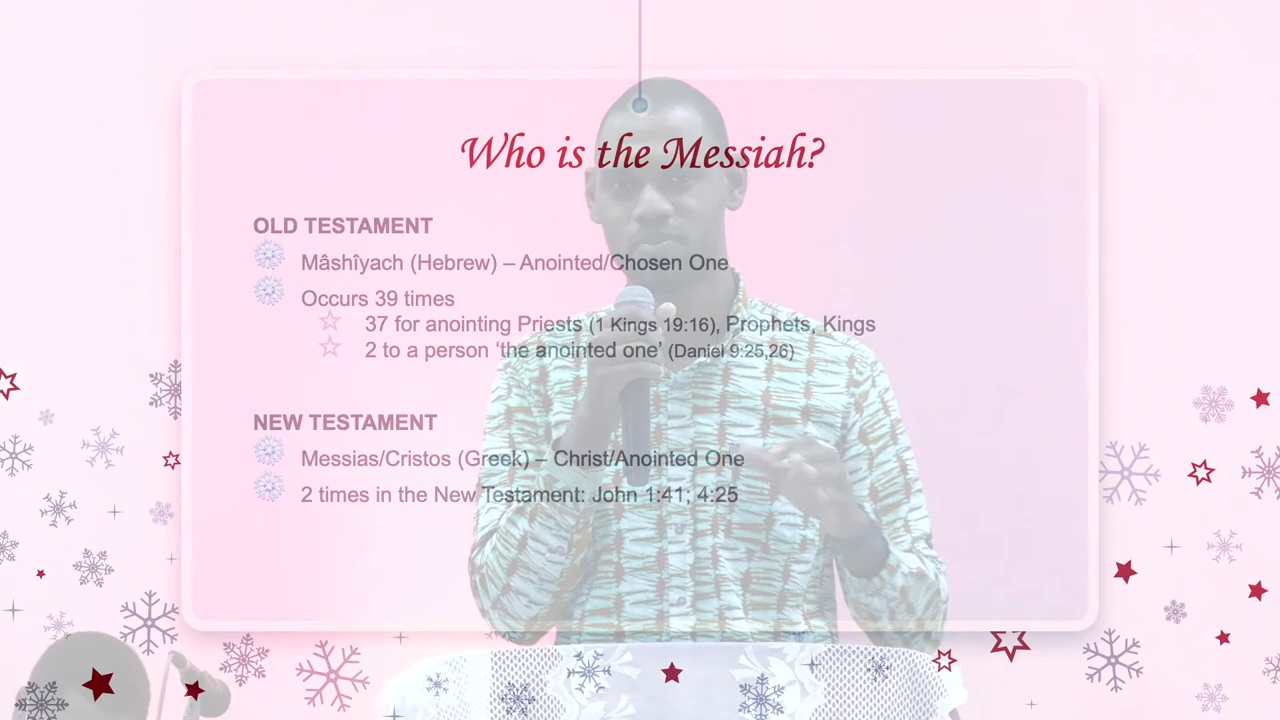 Who is the Messiah?
OLD TESTAMENT
Mâshîyach (Hebrew) – Anointed/Chosen One
Occurs 39 times
37 for anointing Priests (1 Kings 19:16), Prophets, Kings
2 to a person ‘the anointed one’ (Daniel 9:25,26)
NEW TESTAMENT
Messias/Cristos (Greek) – Christ/Anointed One
2 times in the New Testament: John 1:41; 4:25